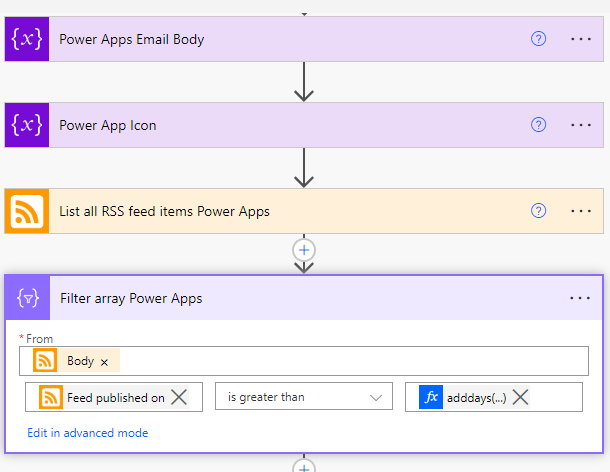 {x} Power Apps Email Body ? ...
{x} Power App Icon ? ...
List all RSS feed items Power Apps ? ...
Filter array Power Apps ...
* From
Body ×
Feed published on × is greater than fx adddays(...) ×
Edit in advanced mode